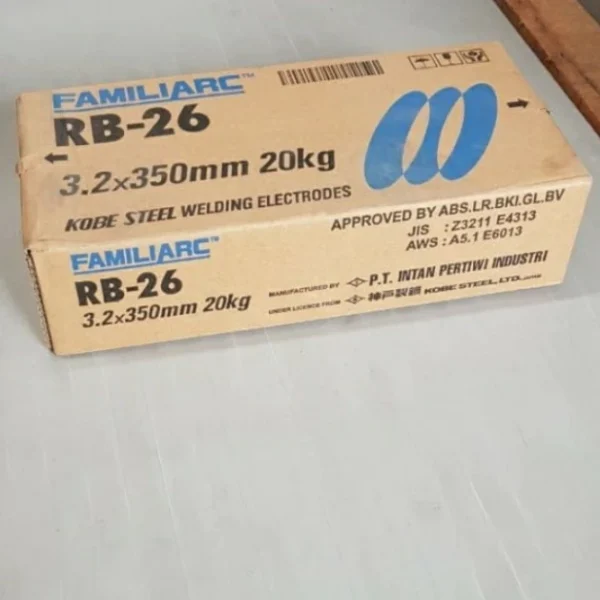 FAMILIARC™
RB-26
3.2x350mm 20kg
KOBE STEEL WELDING ELECTRODES
APPROVED BY ABS.LR.BKI.GL.BV
JIS : Z3211 E4313
AWS : A5.1 E6013
FAMILIARC™
RB-26
3.2x350mm 20kg
MANUFACTURED BY P.T. INTAN PERTIWI INDUSTRI
UNDER LICENCE FROM 神戸製鋼 KOBE STEEL, LTD. JAPAN